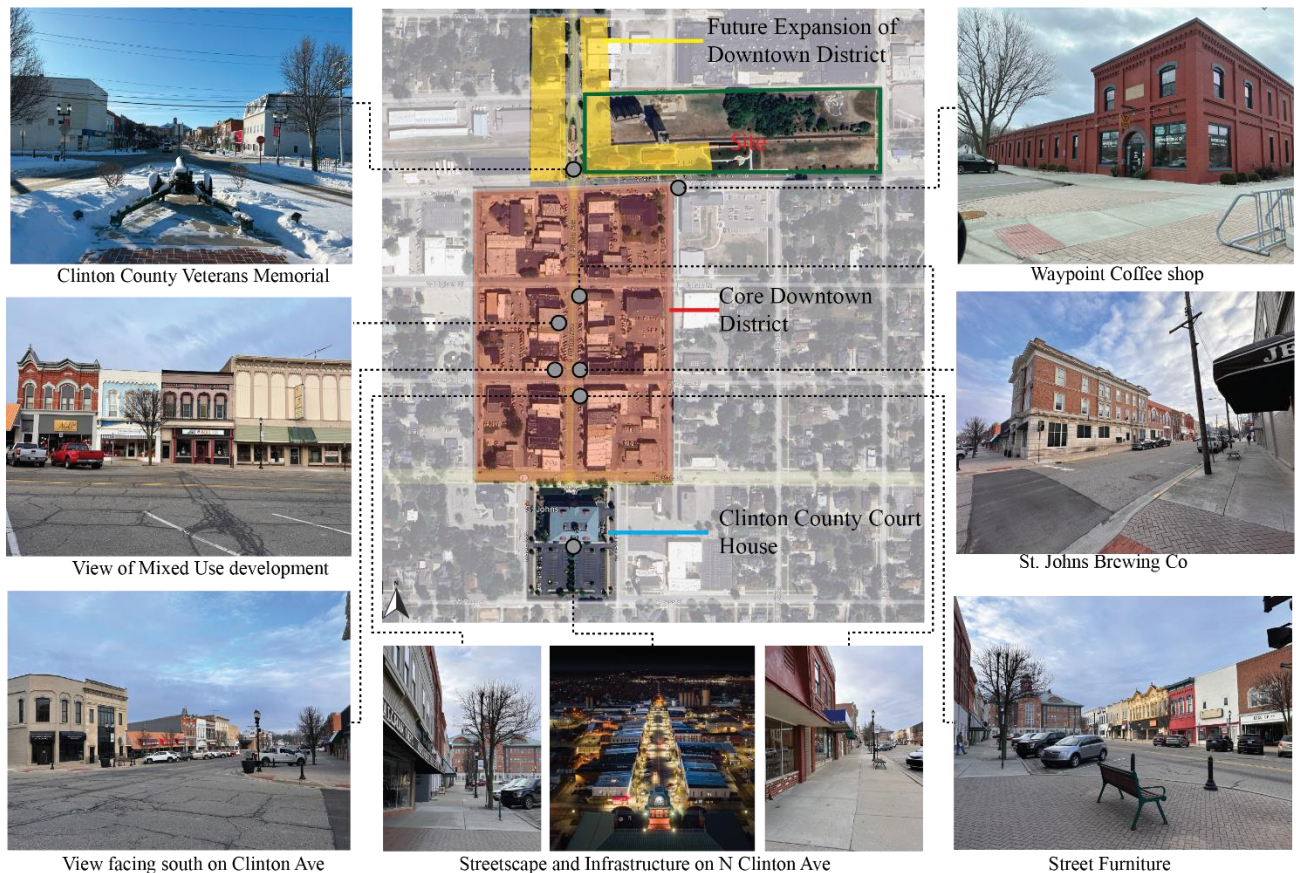 Future Expansion of
Downtown District
Site
Core Downtown
District
Clinton County Court
House
St Johns
Clinton County Veterans Memorial
Waypoint Coffee shop
View of Mixed Use development
St. Johns Brewing Co
View facing south on Clinton Ave
Streetscape and Infrastructure on N Clinton Ave
Street Furniture